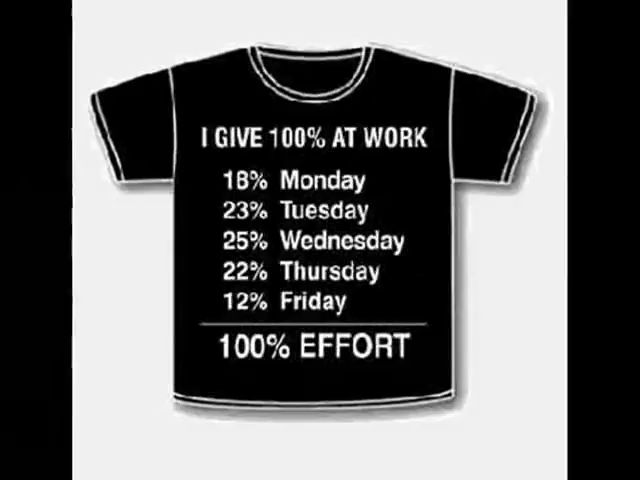 I GIVE 100% AT WORK
18% Monday
23% Tuesday
25% Wednesday
22% Thursday
12% Friday
100% EFFORT